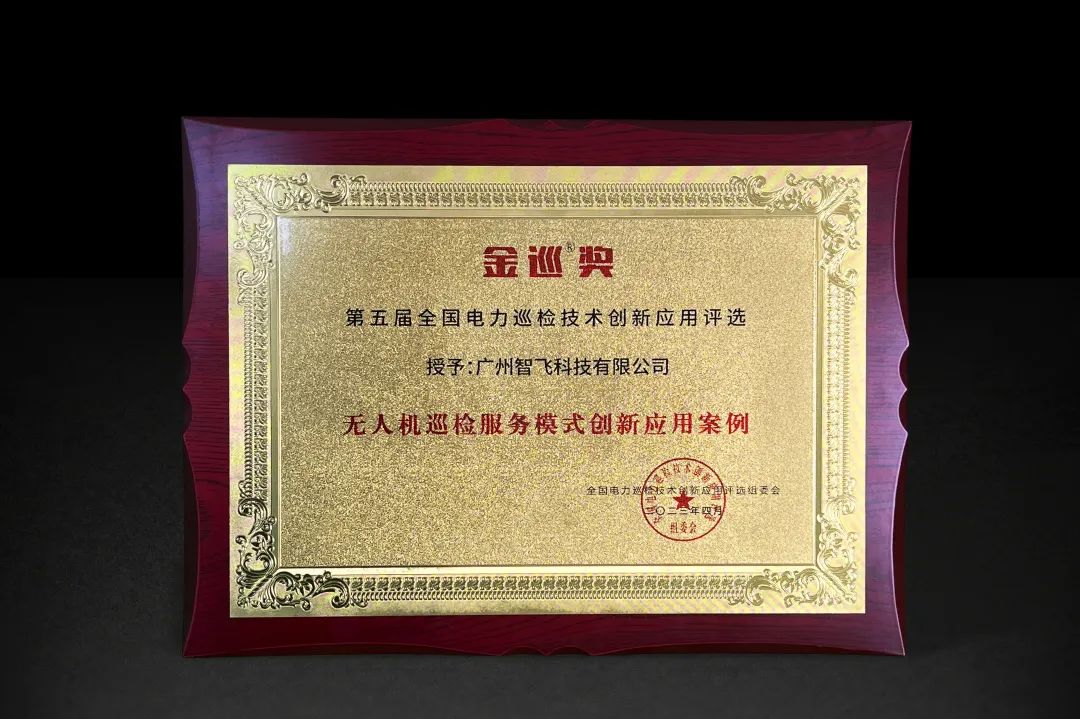 金巡®奖
第五届全国电力巡检技术创新应用评选
授予:广州智飞科技有限公司
无人机巡检服务模式创新应用案例
全国电力巡检技术创新应用评选组委会
二〇二三年四月
组委会